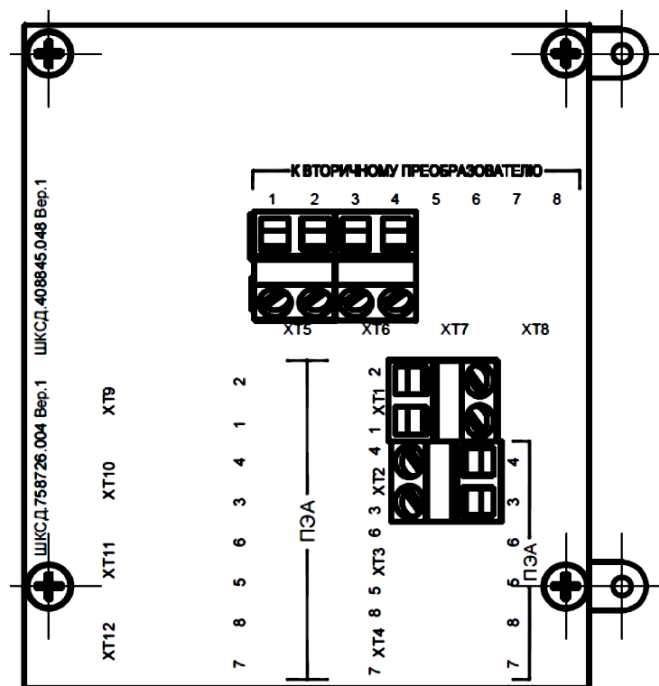 К ВТОРИЧНОМУ ПРЕОБРАЗОВАТЕЛЮ
1 2 3 4 5 6 7 8
XT5 XT6 XT7 XT8
ШКСД.408845.048 Вер.1
ШКСД.758726.004 Вер.1
XT9
XT10
XT11
XT12
2
1
4
3
6
5
8
7
ПЭА
2
XT1
1
4
XT2
3
6
XT3
5
8
XT4
7
4
3
6
5
8
7
ПЭА